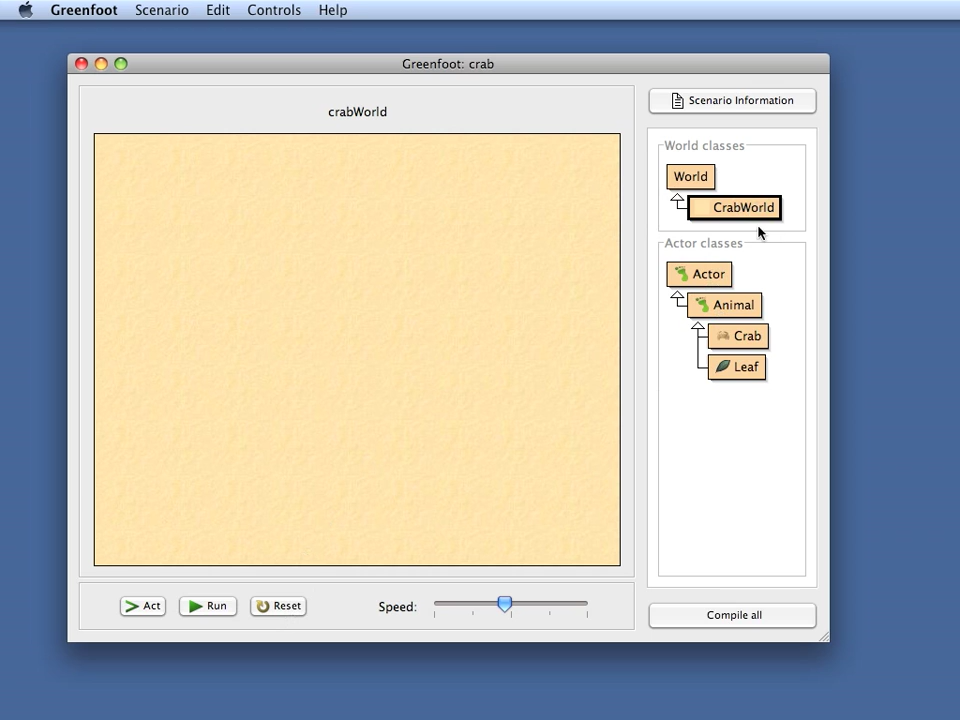 Greenfoot Scenario Edit Controls Help
Greenfoot: crab
crabWorld
Scenario Information
World classes
World
CrabWorld
Actor classes
Actor
Animal
Crab
Leaf
Act Run Reset Speed:
Compile all